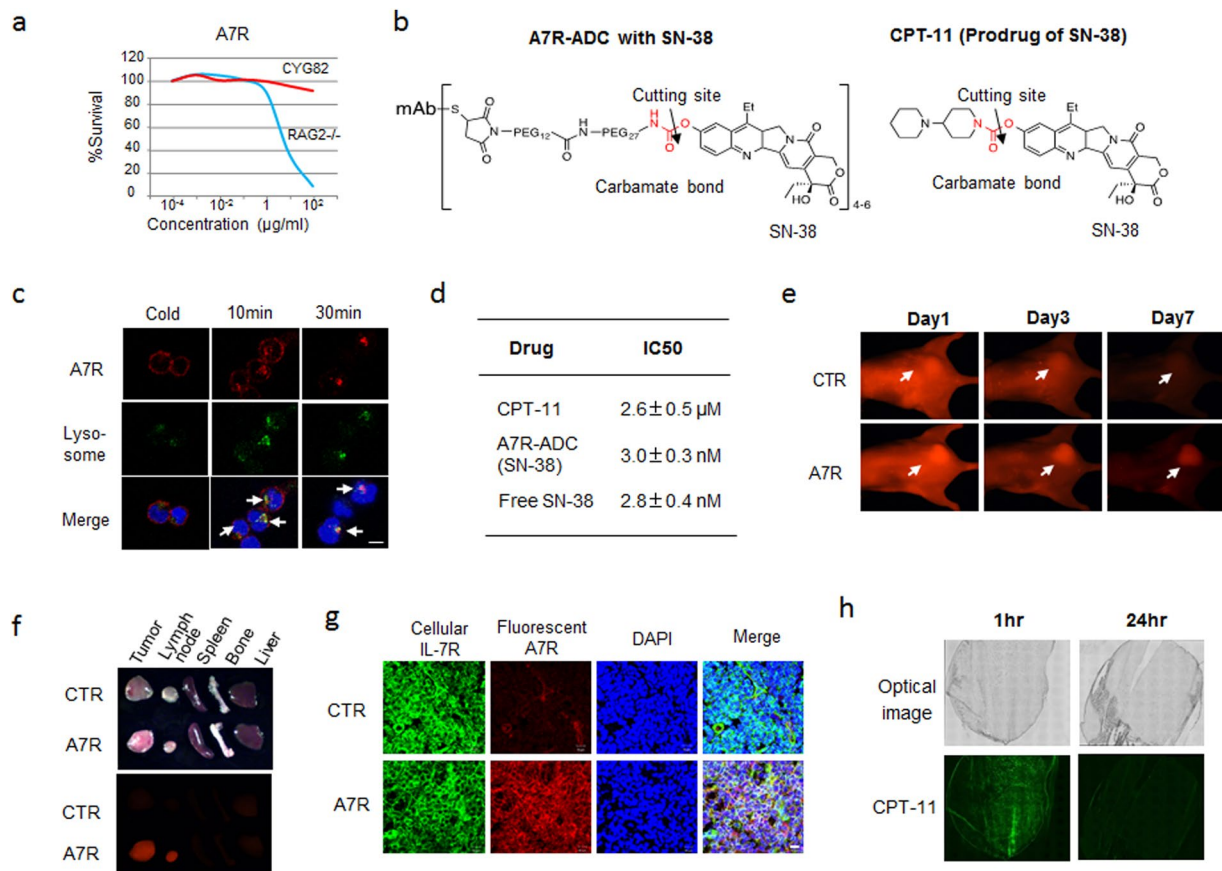 a
A7R
120
100
80
60
40
20
0
%Survival
CYG82
RAG2-/-
10-4
10-2
1
102
Concentration (µg/ml)
b
A7R-ADC with SN-38
CPT-11 (Prodrug of SN-38)
mAb
S
O
O
N
PEG12
O
H
N
PEG27
H
N
O
O
Cutting site
Carbamate bond
Et
N
N
O
O
O
HO
4-6
SN-38
N
N
O
O
Cutting site
Carbamate bond
Et
N
N
O
O
O
HO
SN-38
c
Cold
10min
30min
A7R
Lyso-
some
Merge
d
Drug
IC50
CPT-11
2.6±0.5 µM
A7R-ADC
(SN-38)
3.0±0.3 nM
Free SN-38
2.8±0.4 nM
e
Day1
Day3
Day7
CTR
A7R
f
Tumor
Lymph
node
Spleen
Bone
Liver
CTR
A7R
CTR
A7R
g
Cellular
IL-7R
Fluorescent
A7R
DAPI
Merge
CTR
A7R
h
1hr
24hr
Optical
image
CPT-11